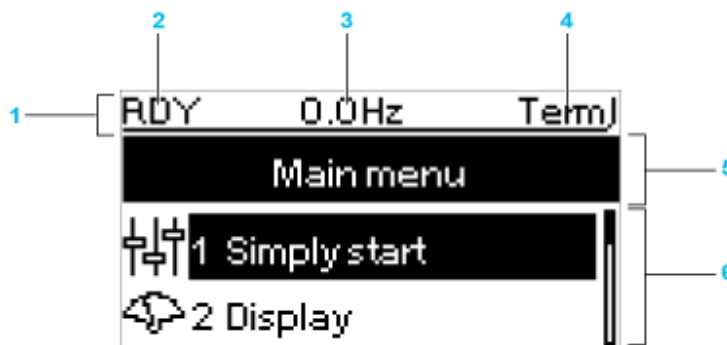 2 3 4
1 RDY 0.0Hz Term
5 Main menu
1 Simply start
6
2 Display